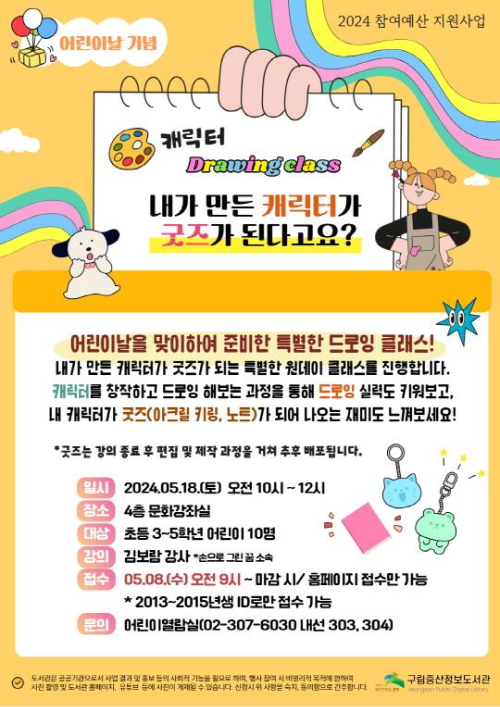 2024 참여예산 지원사업
어린이날 기념
캐릭터
Drawing class
내가 만든 캐릭터가
굿즈가 된다고요?
어린이날을 맞이하여 준비한 특별한 드로잉 클래스!
내가 만든 캐릭터가 굿즈가 되는 특별한 원데이 클래스를 진행합니다.
캐릭터를 창작하고 드로잉 해보는 과정을 통해 드로잉 실력도 키워보고,
내 캐릭터가 굿즈(아크릴 키링, 노트)가 되어 나오는 재미도 느껴보세요!
*굿즈는 강의 종료 후 편집 및 제작 과정을 거쳐 추후 배포됩니다.
일시 2024.05.18.(토) 오전 10시 ~ 12시
장소 4층 문화강좌실
대상 초등 3~5학년 어린이 10명
강의 김보람 강사 *손으로 그린 꿈 소속
접수 05.08.(수) 오전 9시 ~ 마감 시/ 홈페이지 접수만 가능
* 2013~2015년생 ID로만 접수 가능
문의 어린이열람실(02-307-6030 내선 303, 304)
도서관은 공공기관으로서 사업 결과 및 홍보 등의 사회적 기능을 필요로 하며, 행사 참여 시 비영리적 목적에 한하여
사진 촬영 및 도서관 홈페이지, 유튜브 등에 사진이 게재될 수 있습니다. 신청시 위 사항을 숙지, 동의함으로 간주합니다.
구립증산정보도서관
Jeungsan Public Digital Library